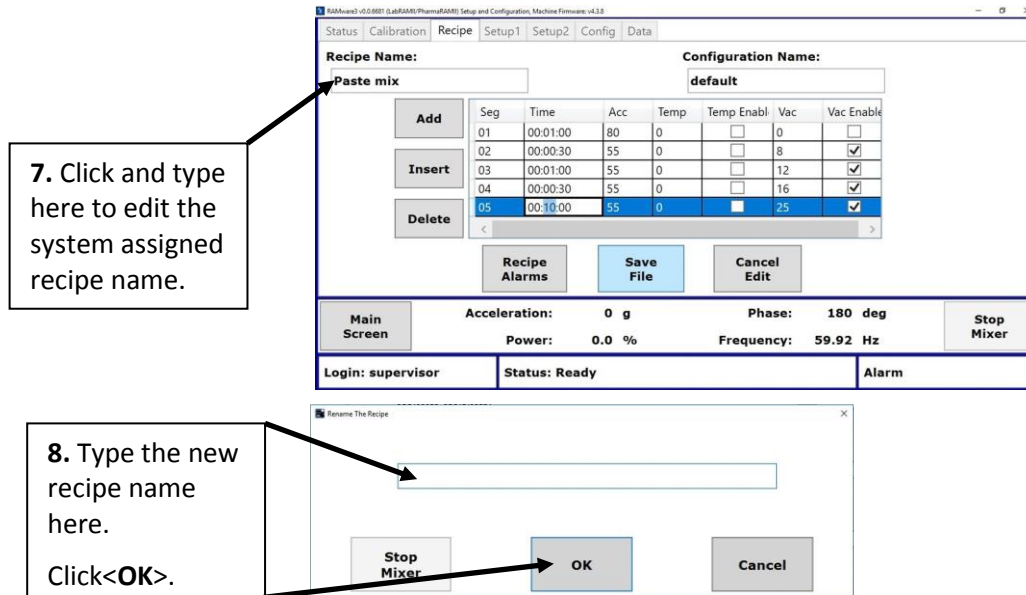 RAMware3 v0.0.6681 (LabRAMII/PharmaRAMII) Setup and Configuration, Machine Firmware: v4.3.8
Status Calibration Recipe Setup1 Setup2 Config Data
Recipe Name: Configuration Name:
Paste mix default
Add
Insert
Delete
Seg Time Acc Temp Temp Enabl Vac Vac Enable
01 00:01:00 80 0 0
02 00:00:30 55 0 8
03 00:01:00 55 0 12
04 00:00:30 55 0 16
05 00:10:00 55 0 25
Recipe Alarms
Save File
Cancel Edit
Main Screen
Acceleration: 0 g Phase: 180 deg
Power: 0.0 % Frequency: 59.92 Hz
Stop Mixer
Login: supervisor Status: Ready Alarm
7. Click and type
here to edit the
system assigned
recipe name.
Rename The Recipe
8. Type the new
recipe name
here.
Click<OK>.
Stop Mixer
OK
Cancel